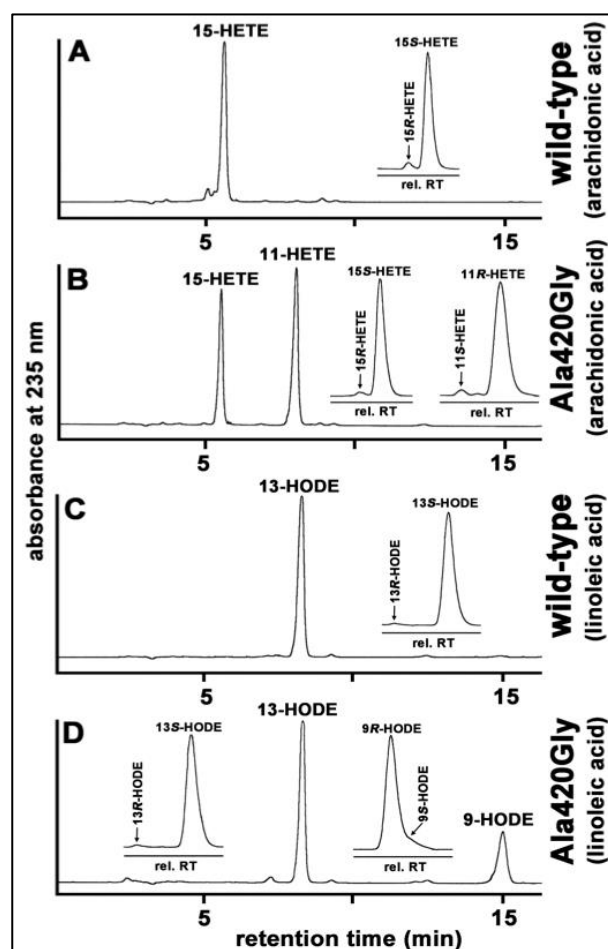 absorbance at 235 nm
A
15-HETE
15R-HETE
15S-HETE
rel. RT
5
15
wild-type
(arachidonic acid)
B
15-HETE
11-HETE
15R-HETE
15S-HETE
rel. RT
11S-HETE
11R-HETE
rel. RT
5
15
Ala420Gly
(arachidonic acid)
C
13-HODE
13R-HODE
13S-HODE
rel. RT
5
15
wild-type
(linoleic acid)
D
13R-HODE
13S-HODE
rel. RT
13-HODE
9R-HODE
9S-HODE
rel. RT
9-HODE
5
15
Ala420Gly
(linoleic acid)
retention time (min)